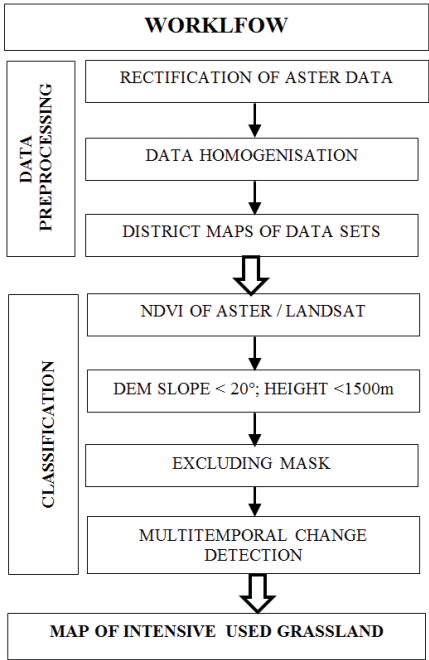 WORKLFOW
DATA
PREPROCESSING
RECTIFICATION OF ASTER DATA
DATA HOMOGENISATION
DISTRICT MAPS OF DATA SETS
CLASSIFICATION
NDVI OF ASTER / LANDSAT
DEM SLOPE < 20°; HEIGHT <1500m
EXCLUDING MASK
MULTITEMPORAL CHANGE
DETECTION
MAP OF INTENSIVE USED GRASSLAND